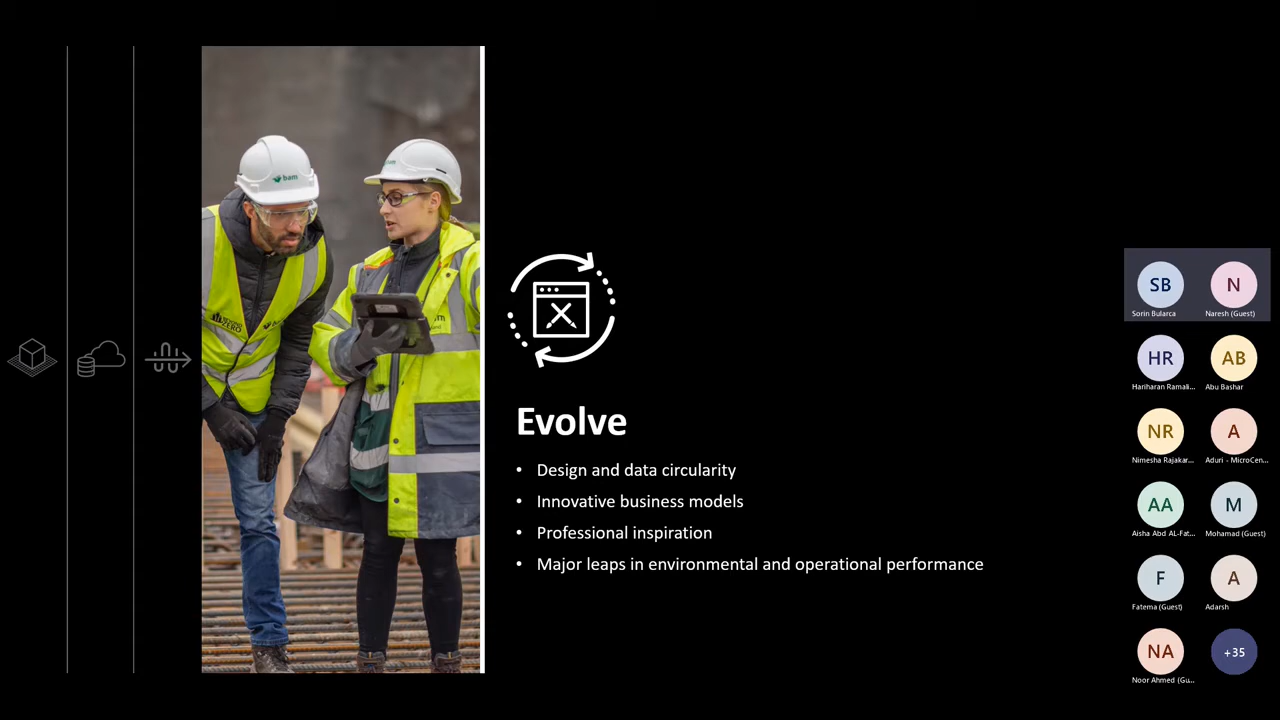 bam
ZERO
Evolve
• Design and data circularity
• Innovative business models
• Professional inspiration
• Major leaps in environmental and operational performance
SB
N
Sorin Bularca
Naresh (Guest)
HR
AB
Hariharan Ramali...
Abu Bashar
NR
A
Nimesha Rajakar...
Aduri - MicroCen...
AA
M
Aisha Abd AL-Fat...
Mohamad (Guest)
F
A
Fatema (Guest)
Adarsh
NA
+35
Noor Ahmed (Gu...